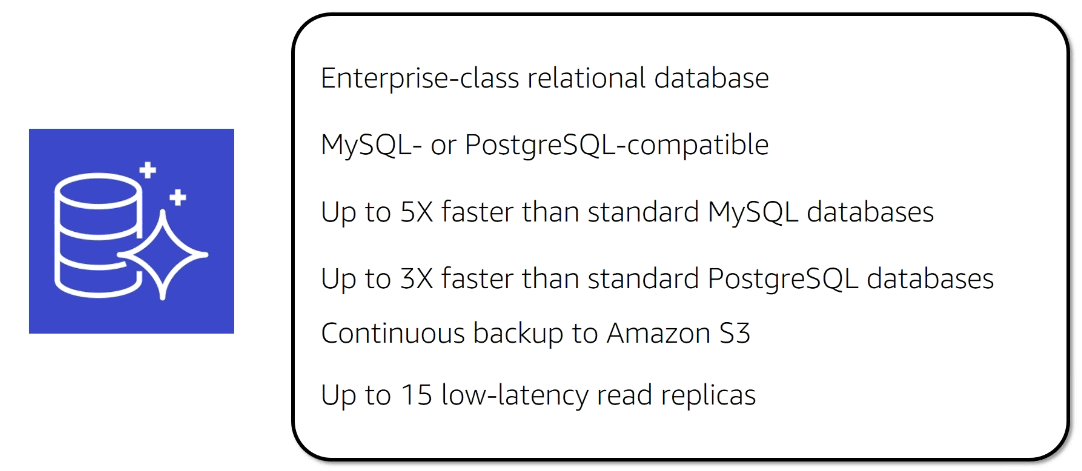 Enterprise-class relational database
MySQL- or PostgreSQL-compatible
Up to 5X faster than standard MySQL databases
Up to 3X faster than standard PostgreSQL databases
Continuous backup to Amazon S3
Up to 15 low-latency read replicas